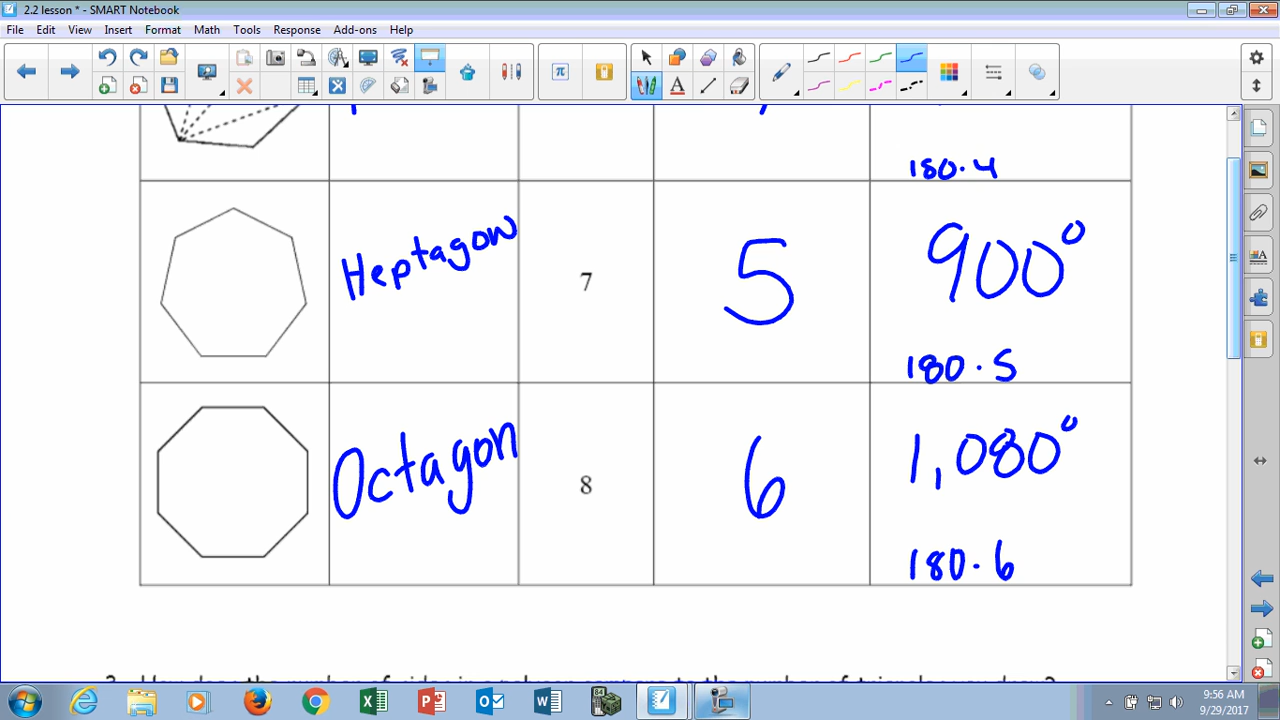 2.2 lesson * - SMART Notebook
File Edit View Insert Format Math Tools Response Add-ons Help
180·4
Heptagon 7 5 900°
180·5
Octagon 8 6 1,080°
180·6
9:56 AM
9/29/2017